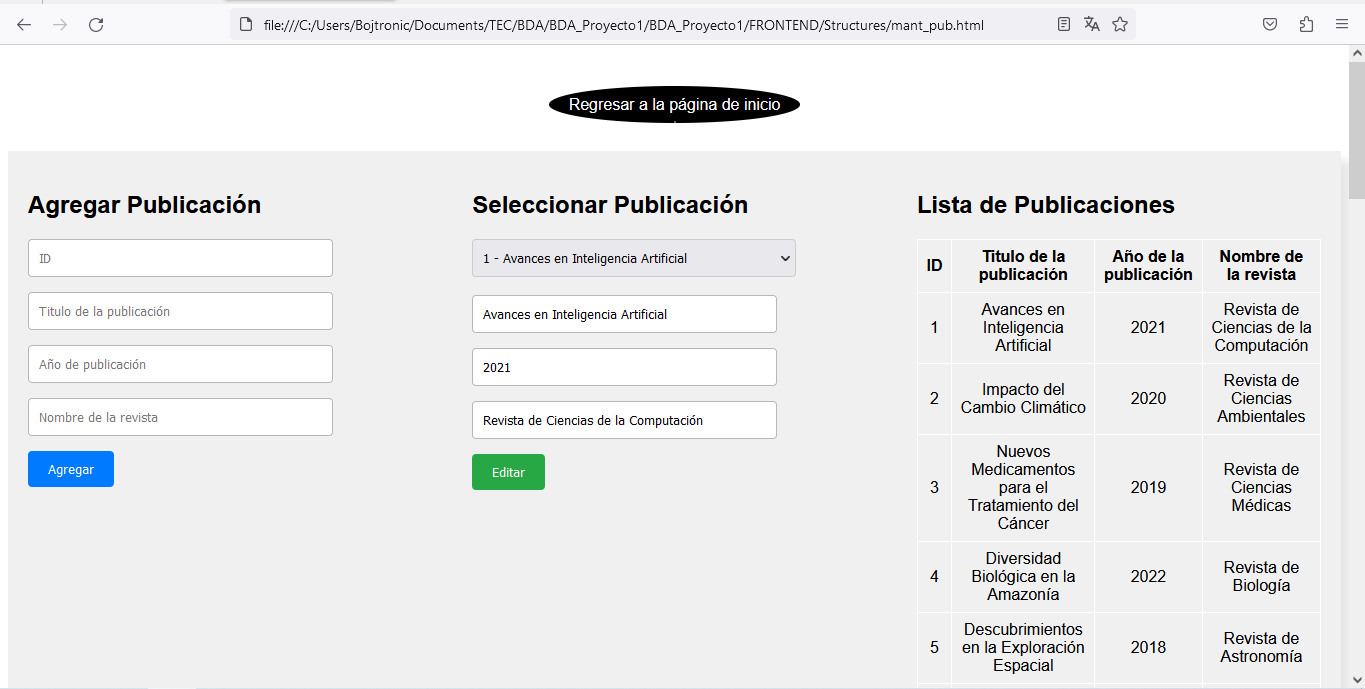 file:///C:/Users/Bojtronic/Documents/TEC/BDA/BDA_Proyecto1/BDA_Proyecto1/FRONTEND/Structures/mant_pub.html
Regresar a la página de inicio
Agregar Publicación
ID
Titulo de la publicación
Año de publicación
Nombre de la revista
Agregar
Seleccionar Publicación
1 - Avances en Inteligencia Artificial
Avances en Inteligencia Artificial
2021
Revista de Ciencias de la Computación
Editar
Lista de Publicaciones
ID
Titulo de la
publicación
Año de la
publicación
Nombre de
la revista
1
Avances en
Inteligencia
Artificial
2021
Revista de
Ciencias de la
Computación
2
Impacto del
Cambio Climático
2020
Revista de
Ciencias
Ambientales
3
Nuevos
Medicamentos
para el
Tratamiento del
Cáncer
2019
Revista de
Ciencias
Médicas
4
Diversidad
Biológica en la
Amazonía
2022
Revista de
Biología
5
Descubrimientos
en la Exploración
Espacial
2018
Revista de
Astronomía